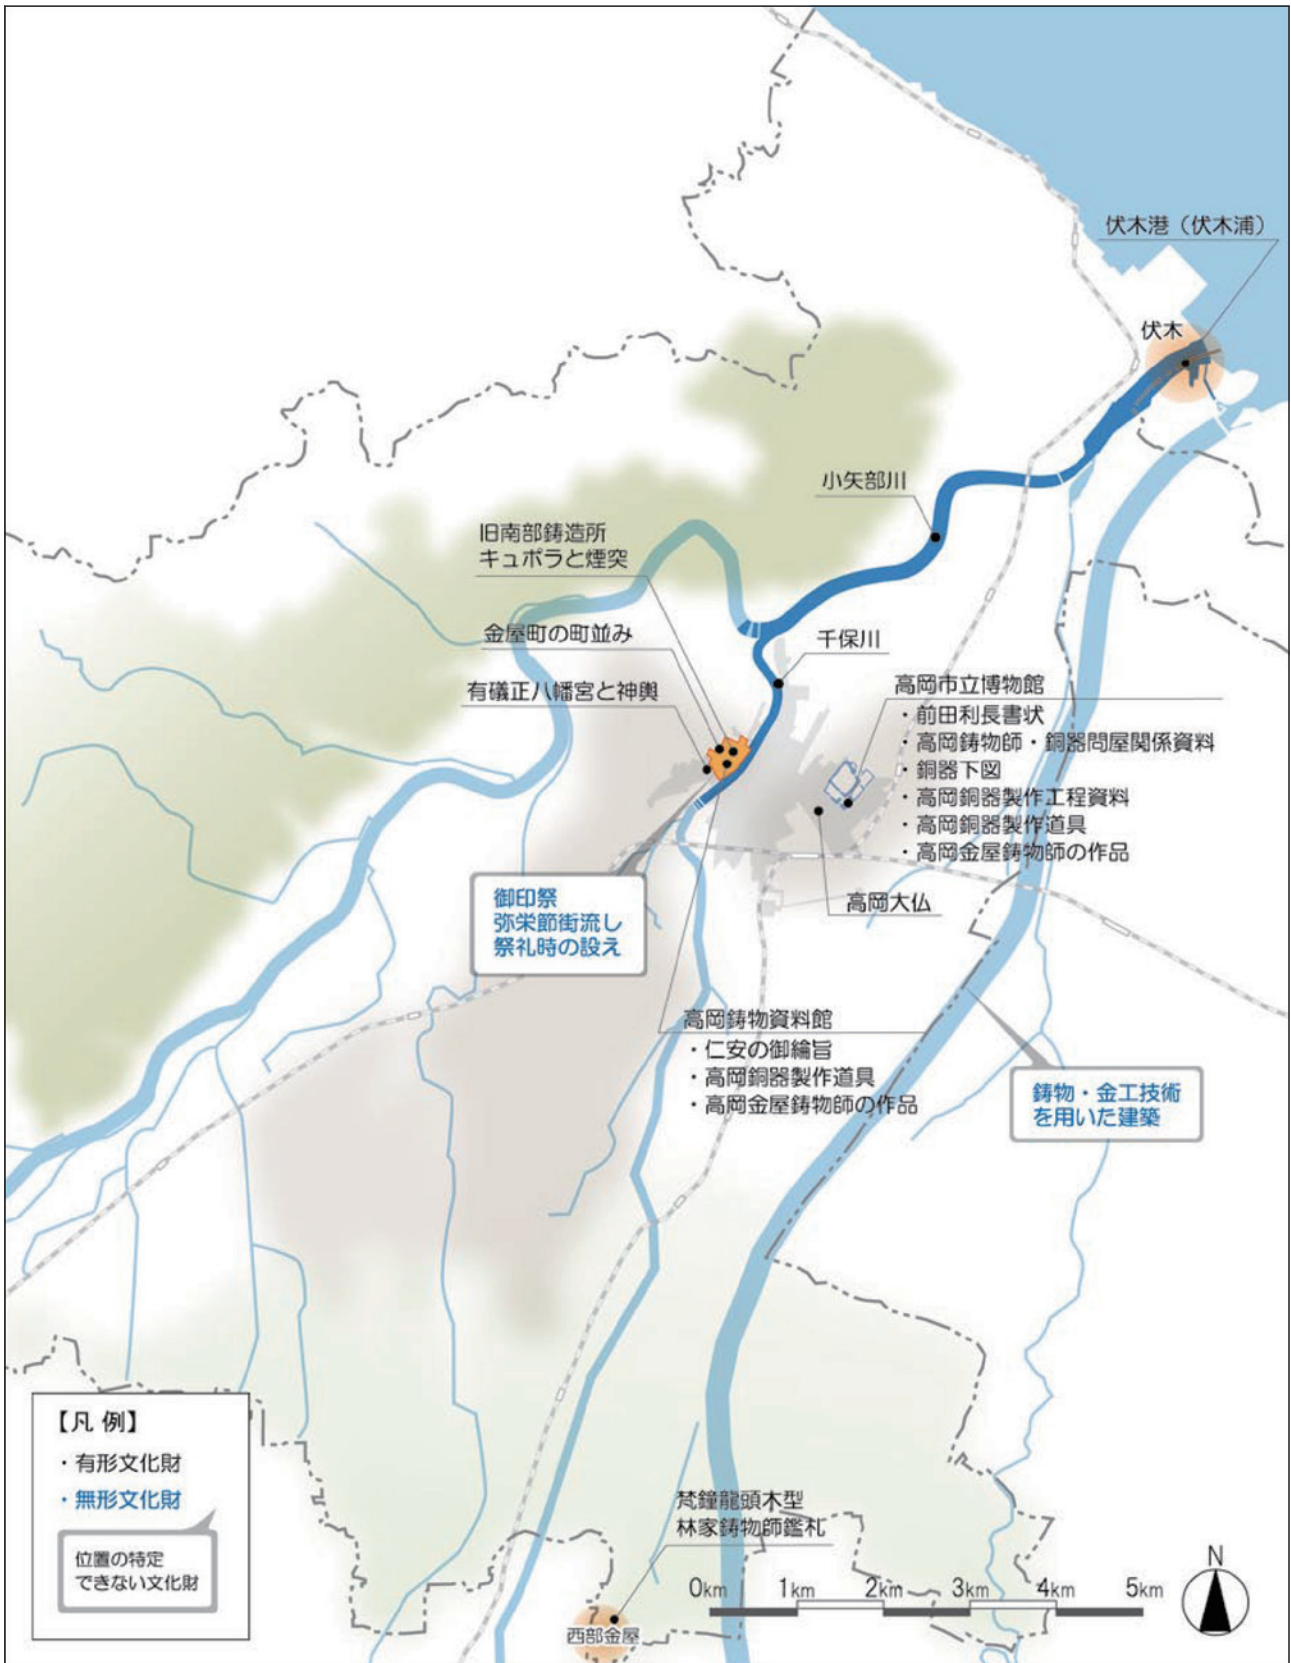 伏木港（伏木浦）
伏木
小矢部川
旧南部鋳造所
キュポラと煙突
金屋町の町並み
千保川
有礒正八幡宮と神輿
高岡市立博物館
・前田利長書状
・高岡鋳物師・銅器問屋関係資料
・銅器下図
・高岡銅器製作工程資料
・高岡銅器製作道具
・高岡金屋鋳物師の作品
高岡大仏
御印祭
弥栄節街流し
祭礼時の設え
高岡鋳物資料館
・仁安の御綸旨
・高岡銅器製作道具
・高岡金屋鋳物師の作品
鋳物・金工技術
を用いた建築
【凡 例】
・有形文化財
・無形文化財
位置の特定
できない文化財
梵鐘龍頭木型
林家鋳物師鑑札
西部金屋
0km 1km 2km 3km 4km 5km
N